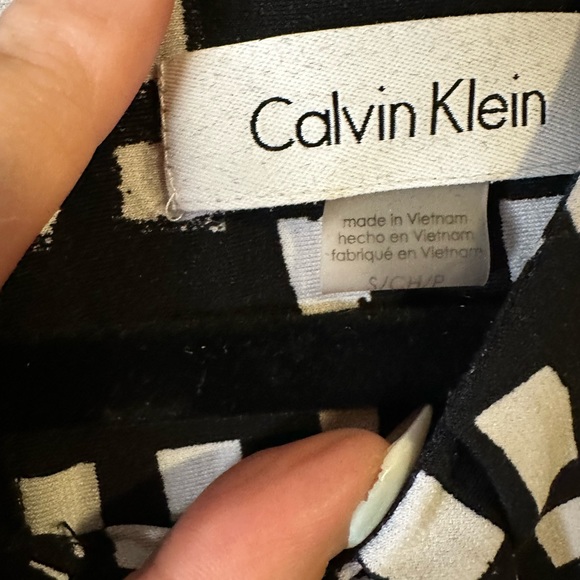 Calvin Klein
made in Vietnam
hecho en Vietnam
fabriqué en Vietnam
S/CH/P